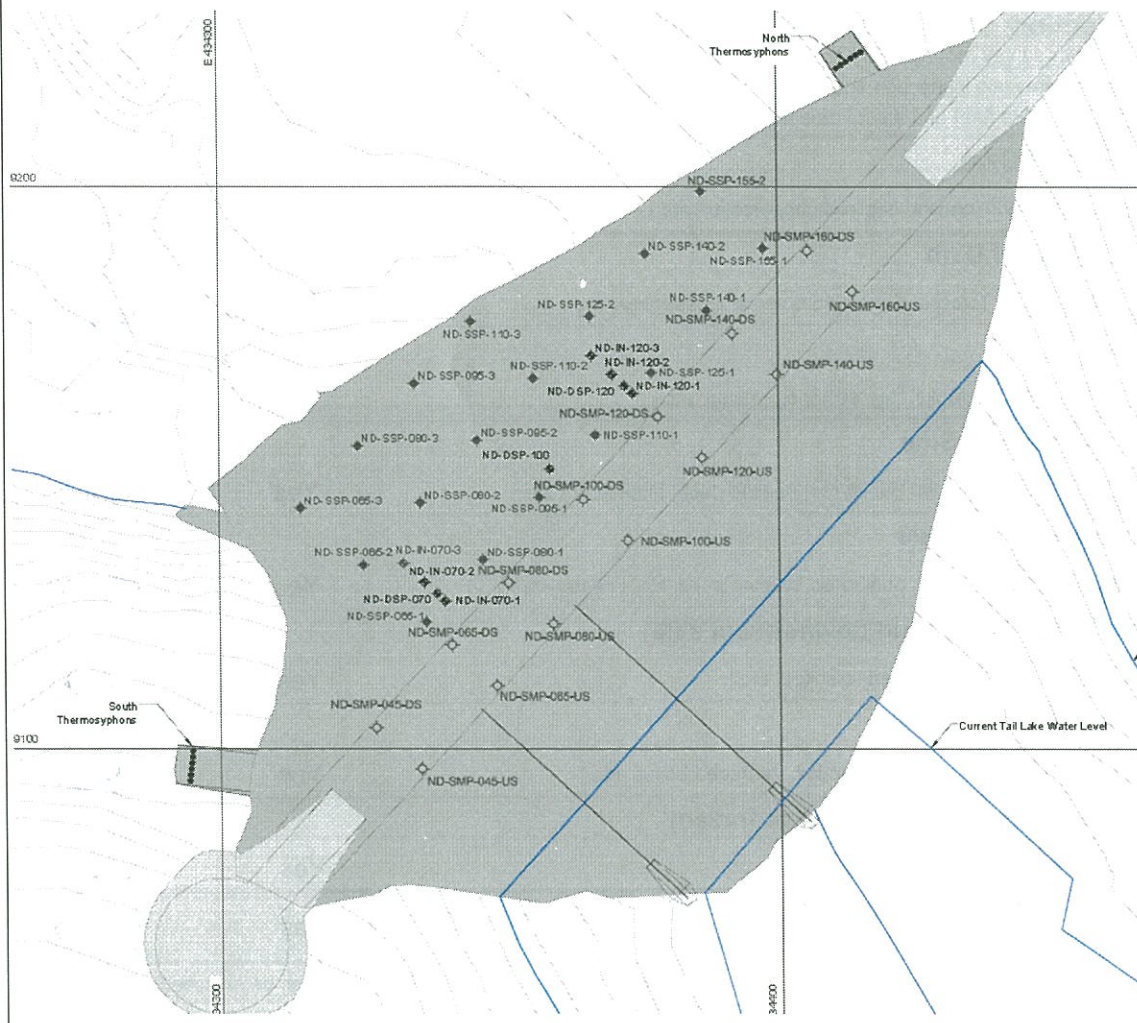 E 434300
North
Thermosyphons
9200
ND-SSP-155-2
ND-SSP-140-2
ND-SMP-160-DS
ND-SSP-155-1
ND-SMP-160-US
ND-SSP-125-2
ND-SSP-140-1
ND-SMP-140-DS
ND-SSP-110-3
ND-IN-120-3
ND-SSP-110-2
ND-IN-120-2
ND-SSP-125-1
ND-SMP-140-US
ND-SSP-095-3
ND-DSP-120
ND-IN-120-1
ND-SMP-120-DS
ND-SSP-080-3
ND-SSP-095-2
ND-SSP-110-1
ND-DSP-100
ND-SMP-120-US
ND-SSP-065-3
ND-SSP-080-2
ND-SMP-100-DS
ND-SSP-095-1
ND-SMP-100-US
ND-SSP-065-2
ND-IN-070-3
ND-SSP-080-1
ND-IN-070-2
ND-SMP-080-DS
ND-DSP-070
ND-IN-070-1
ND-SSP-065-1
ND-SMP-065-DS
ND-SMP-080-US
ND-SMP-065-US
South
Thermosyphons
ND-SMP-045-DS
Current Tail Lake Water Level
9100
ND-SMP-045-US
34300
34400